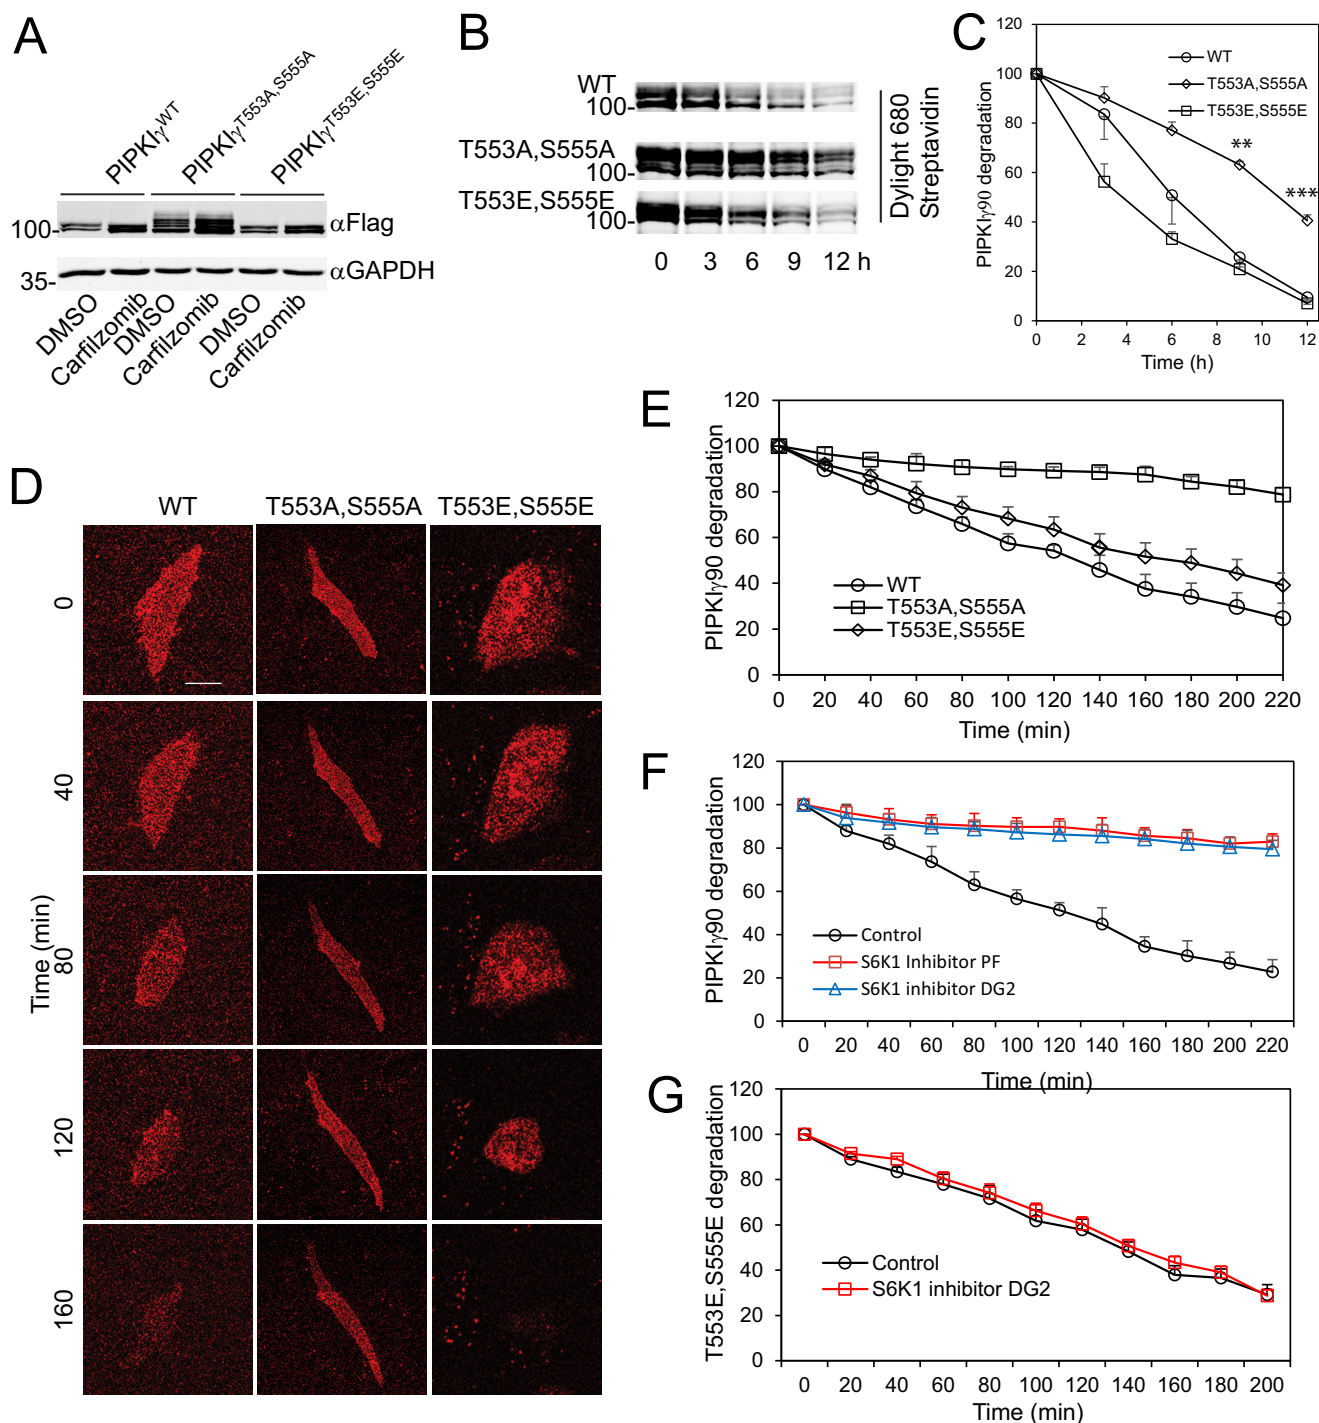 A
PIPKIγWT
PIPKIγT553A,S555A
PIPKIγT553E,S555E
100
αFlag
35-
αGAPDH
DMSO
Carfilzomib
DMSO
Carfilzomib
DMSO
Carfilzomib
B
WT
100-
T553A,S555A
100-
T553E,S555E
100-
0 3 6 9 12 h
Dylight 680
Streptavidin
C
120
100
80
60
40
20
0
PIPKIγ90 degradation
WT
T553A,S555A
T553E,S555E
**
***
0 2 4 6 8 10 12
Time (h)
D
WT T553A,S555A T553E,S555E
0
40
80
120
160
Time (min)
E
120
100
80
60
40
20
0
PIPKIγ90 degradation
WT
T553A,S555A
T553E,S555E
0 20 40 60 80 100 120 140 160 180 200 220
Time (min)
F
120
100
80
60
40
20
0
PIPKIγ90 degradation
Control
S6K1 Inhibitor PF
S6K1 inhibitor DG2
0 20 40 60 80 100 120 140 160 180 200 220
Time (min)
G
120
100
80
60
40
20
0
T553E,S555E degradation
Control
S6K1 inhibitor DG2
0 20 40 60 80 100 120 140 160 180 200
Time (min)